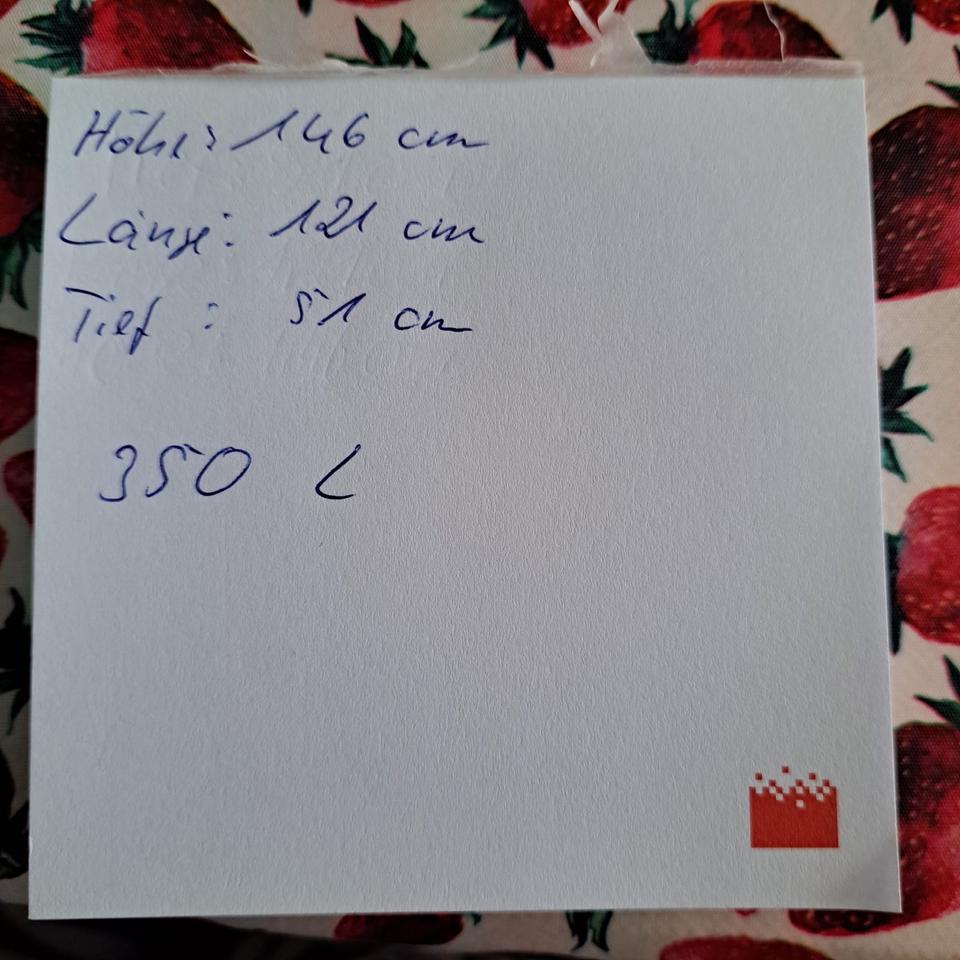 Höhe: 146 cm
Länge: 121 cm
Tief: 51 cm
350 L